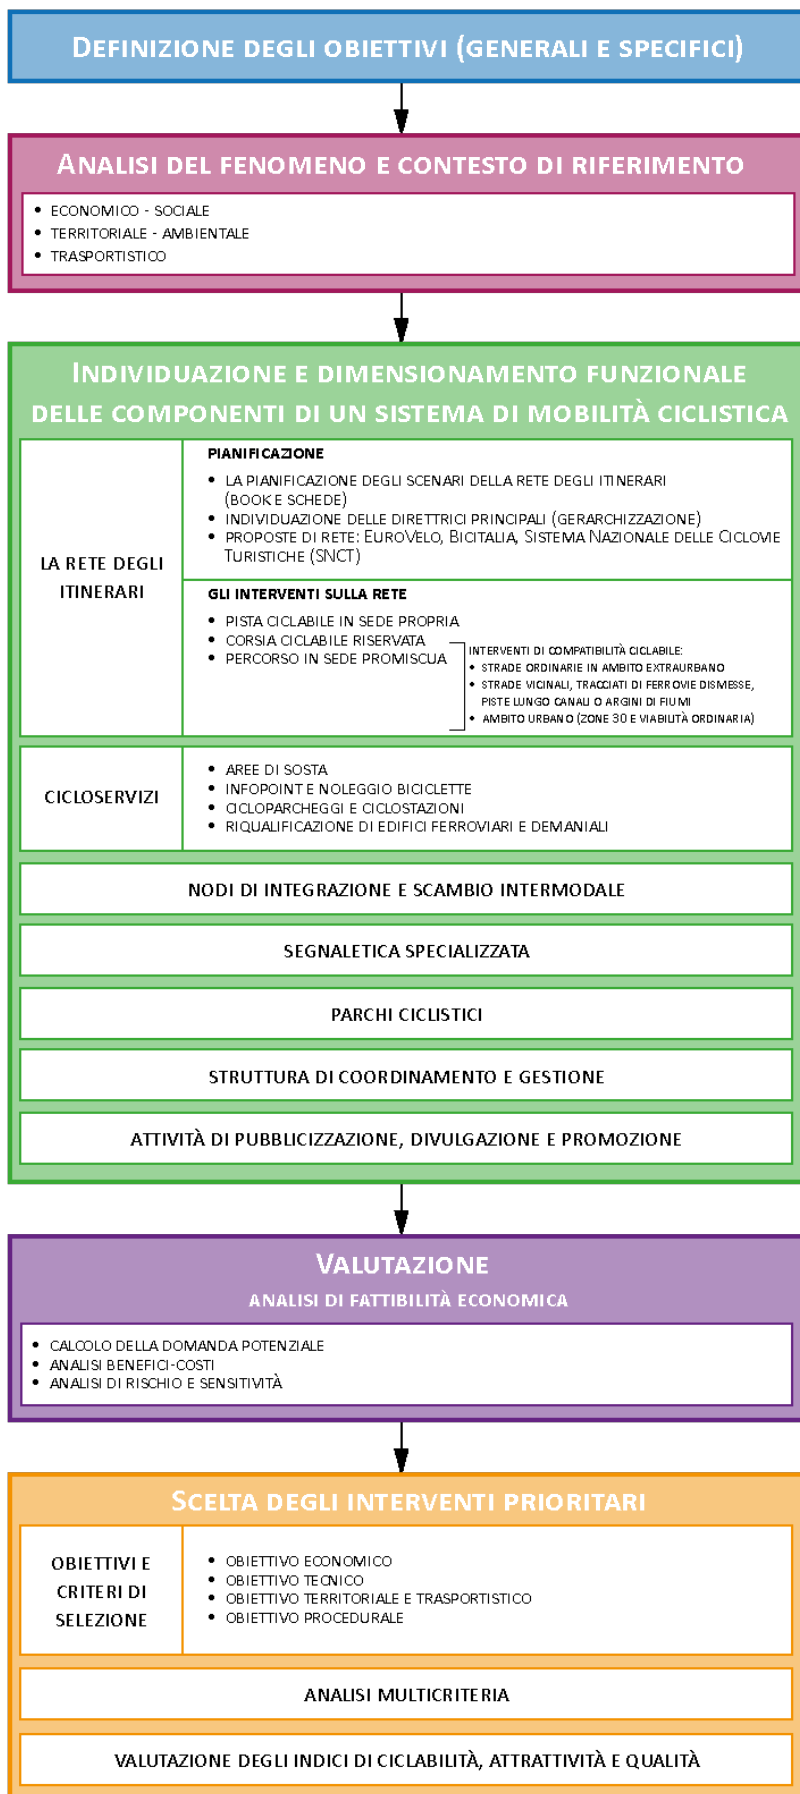 DEFINIZIONE DEGLI OBIETTIVI (GENERALI E SPECIFICI)
ANALISI DEL FENOMENO E CONTESTO DI RIFERIMENTO
• ECONOMICO - SOCIALE
• TERRITORIALE - AMBIENTALE
• TRASPORTISTICO
INDIVIDUAZIONE E DIMENSIONAMENTO FUNZIONALE
DELLE COMPONENTI DI UN SISTEMA DI MOBILITÀ CICLISTICA
LA RETE DEGLI
ITINERARI
PIANIFICAZIONE
• LA PIANIFICAZIONE DEGLI SCENARI DELLA RETE DEGLI ITINERARI
(BOOK E SCHEDE)
• INDIVIDUAZIONE DELLE DIRETTRICI PRINCIPALI (GERARCHIZZAZIONE)
• PROPOSTE DI RETE: EUROVELO, BICITALIA, SISTEMA NAZIONALE DELLE CICLOVIE
TURISTICHE (SNCT)
GLI INTERVENTI SULLA RETE
• PISTA CICLABILE IN SEDE PROPRIA
• CORSIA CICLABILE RISERVATA
• PERCORSO IN SEDE PROMISCUA
INTERVENTI DI COMPATIBILITÀ CICLABILE:
• STRADE ORDINARIE IN AMBITO EXTRAURBANO
• STRADE VICINALI, TRACCIATI DI FERROVIE DISMESSE,
PISTE LUNGO CANALI O ARGINI DI FIUMI
• AMBITO URBANO (ZONE 30 E VIABILITÀ ORDINARIA)
CICLOSERVIZI
• AREE DI SOSTA
• INFOPOINT E NOLEGGIO BICICLETTE
• CICLOPARCHEGGI E CICLOSTAZIONI
• RIQUALIFICAZIONE DI EDIFICI FERROVIARI E DEMANIALI
NODI DI INTEGRAZIONE E SCAMBIO INTERMODALE
SEGNALETICA SPECIALIZZATA
PARCHI CICLISTICI
STRUTTURA DI COORDINAMENTO E GESTIONE
ATTIVITÀ DI PUBBLICIZZAZIONE, DIVULGAZIONE E PROMOZIONE
VALUTAZIONE
ANALISI DI FATTIBILITÀ ECONOMICA
• CALCOLO DELLA DOMANDA POTENZIALE
• ANALISI BENEFICI-COSTI
• ANALISI DI RISCHIO E SENSITIVITÀ
SCELTA DEGLI INTERVENTI PRIORITARI
OBIETTIVI E
CRITERI DI
SELEZIONE
• OBIETTIVO ECONOMICO
• OBIETTIVO TECNICO
• OBIETTIVO TERRITORIALE E TRASPORTISTICO
• OBIETTIVO PROCEDURALE
ANALISI MULTICRITERIA
VALUTAZIONE DEGLI INDICI DI CICLABILITÀ, ATTRATTIVITÀ E QUALITÀ